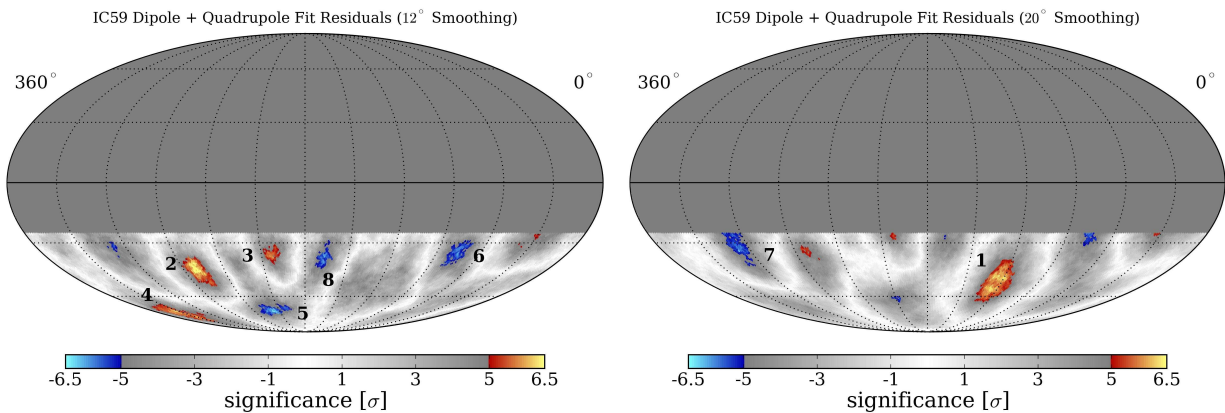 IC59 Dipole + Quadrupole Fit Residuals (12° Smoothing)
360°
0°
2
3
8
6
4
5
-6.5 -5 -3 -1 1 3 5 6.5
significance [σ]
IC59 Dipole + Quadrupole Fit Residuals (20° Smoothing)
360°
0°
7
1
-6.5 -5 -3 -1 1 3 5 6.5
significance [σ]